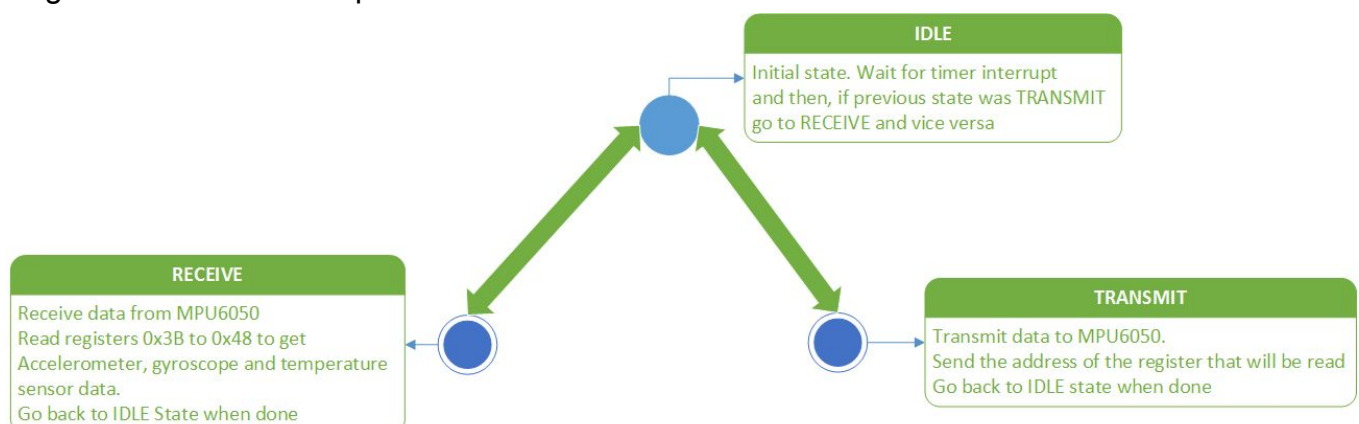 IDLE
Initial state. Wait for timer interrupt
and then, if previous state was TRANSMIT
go to RECEIVE and vice versa
RECEIVE
Receive data from MPU6050
Read registers 0x3B to 0x48 to get
Accelerometer, gyroscope and temperature
sensor data.
Go back to IDLE State when done
TRANSMIT
Transmit data to MPU6050.
Send the address of the register that will be read
Go back to IDLE state when done